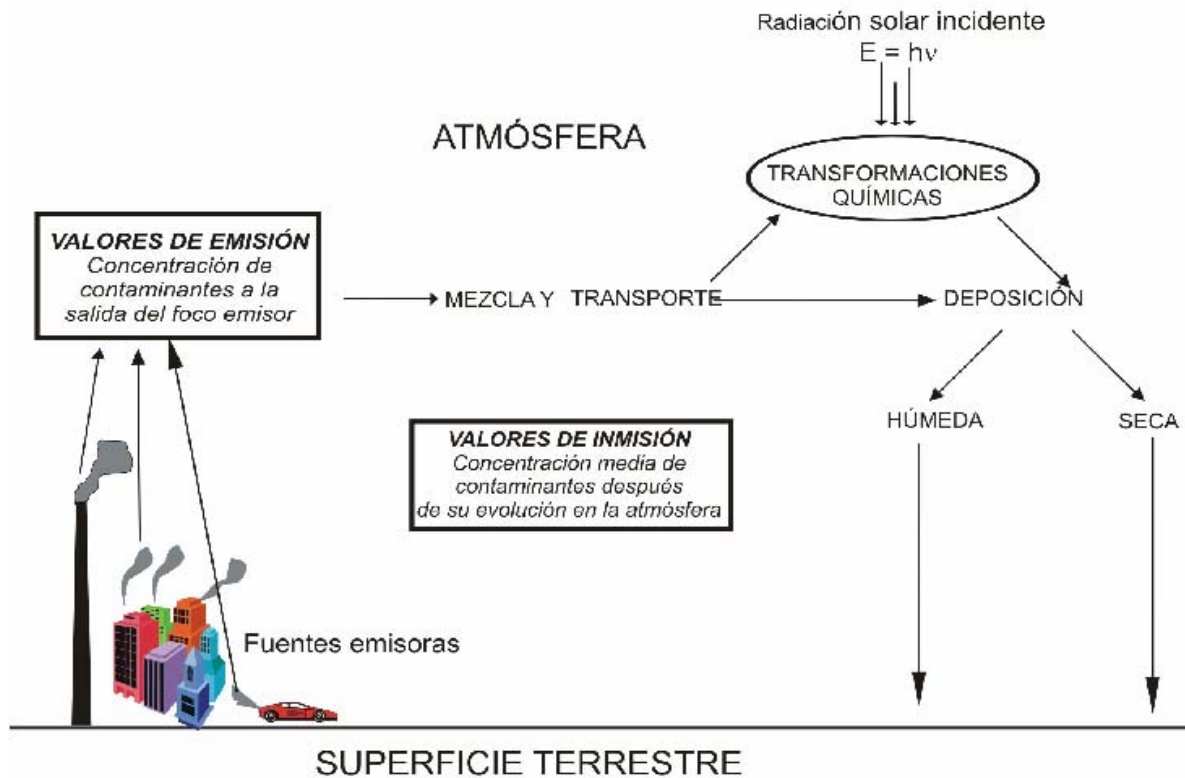 Radiación solar incidente
E = hν
ATMÓSFERA
TRANSFORMACIONES
QUÍMICAS
VALORES DE EMISIÓN
Concentración de
contaminantes a la
salida del foco emisor
MEZCLA Y TRANSPORTE
DEPOSICIÓN
HÚMEDA
SECA
VALORES DE INMISIÓN
Concentración media de
contaminantes después
de su evolución en la atmósfera
Fuentes emisoras
SUPERFICIE TERRESTRE